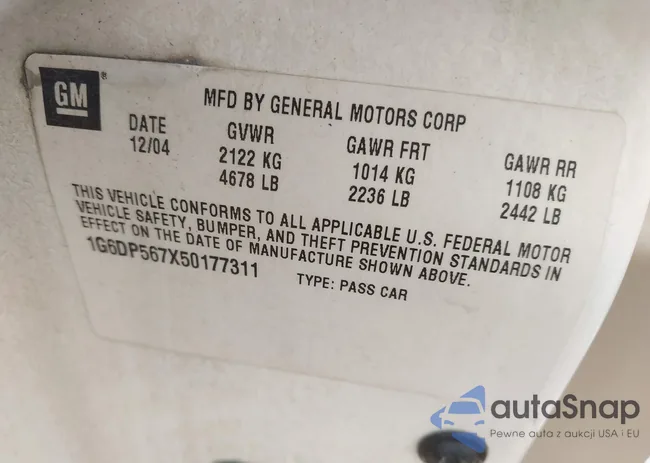 GM®
MFD BY GENERAL MOTORS CORP
DATE GVWR GAWR FRT GAWR RR
12/04 2122 KG 1014 KG 1108 KG
4678 LB 2236 LB 2442 LB
THIS VEHICLE CONFORMS TO ALL APPLICABLE U.S. FEDERAL MOTOR
VEHICLE SAFETY, BUMPER, AND THEFT PREVENTION STANDARDS IN
EFFECT ON THE DATE OF MANUFACTURE SHOWN ABOVE.
1G6DP567X50177311 TYPE: PASS CAR
autoSnap
Pewne auta z aukcji USA i EU